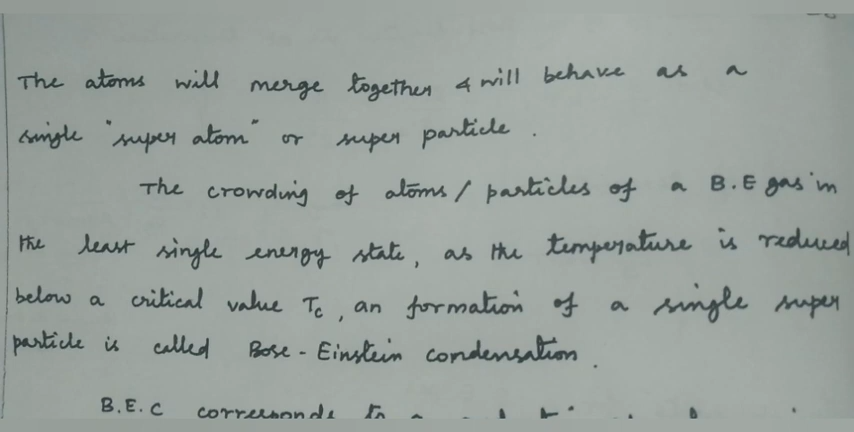 The atoms will merge together & will behave as a
single "super atom" or super particle.
The crowding of atoms / particles of a B.E gas in
the least single energy state, as the temperature is reduced
below a critical value Tc, an formation of a single super
particle is called Bose - Einstein condensation.
B.E.C corresponds to a